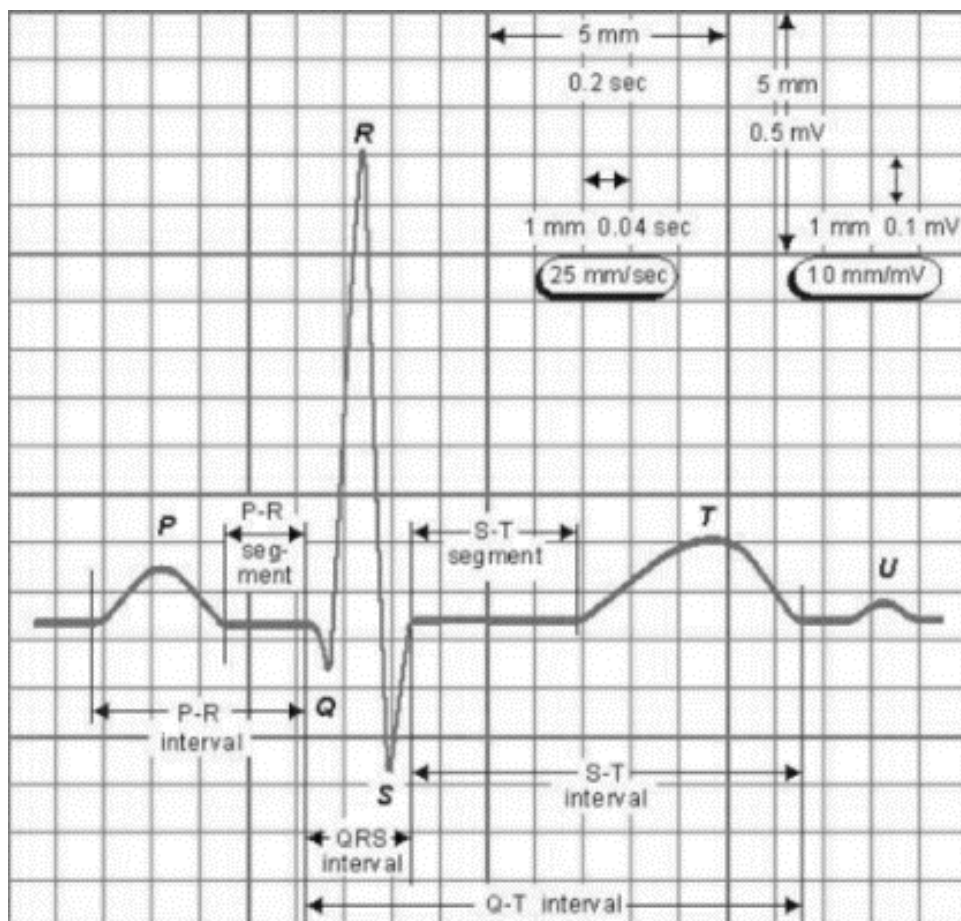 5 mm
0.2 sec
5 mm
0.5 mV
R
1 mm 0.04 sec
1 mm 0.1 mV
25 mm/sec
10 mm/mV
P
P-R
seg-
ment
S-T
segment
T
U
Q
P-R
interval
S
S-T
interval
QRS
interval
Q-T interval